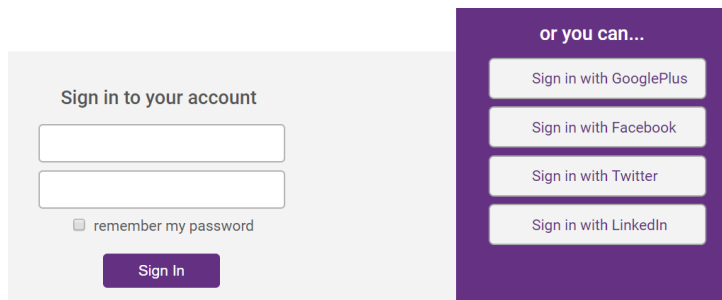 Sign in to your account
remember my password
Sign In
or you can...
Sign in with GooglePlus
Sign in with Facebook
Sign in with Twitter
Sign in with LinkedIn